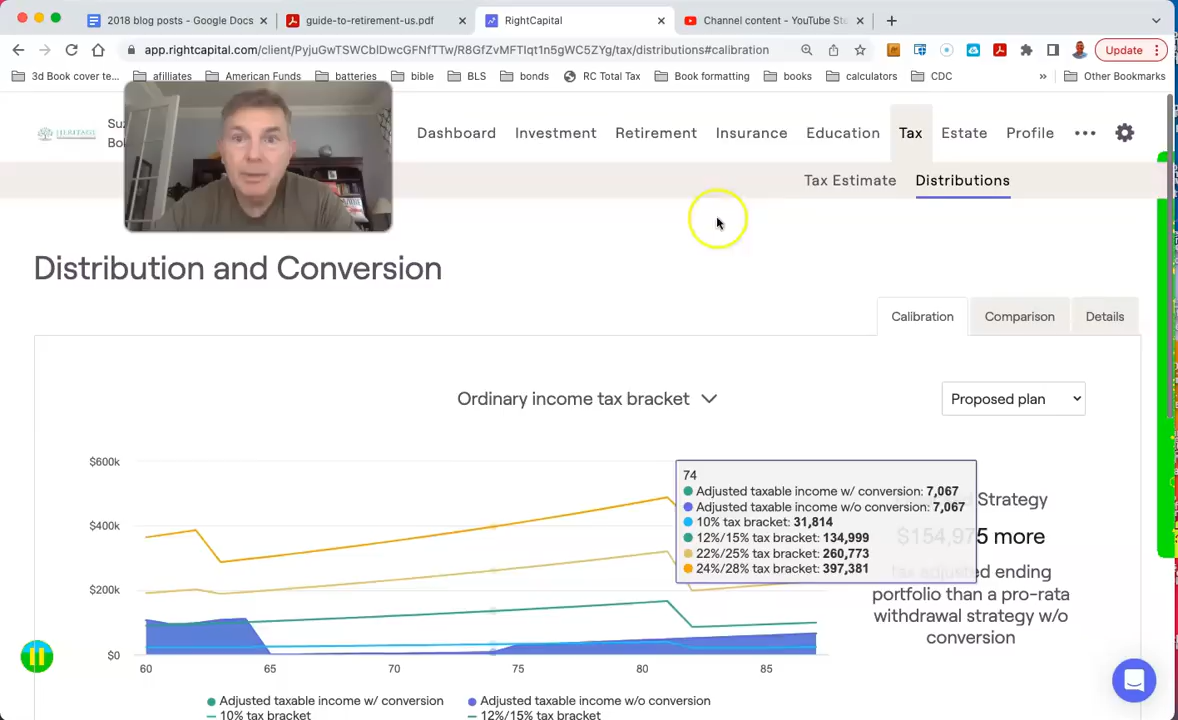 2018 blog posts - Google Docs
guide-to-retirement-us.pdf
RightCapital
Channel content - YouTube St
app.rightcapital.com/client/PyjuGwTSWCblDwcGFNfTTw/R8GfZvMFTIqt1n5gWC5ZYg/tax/distributions#calibration
Update
3d Book cover te...
afilliates
American Funds
batteries
bible
BLS
bonds
RC Total Tax
Book formatting
books
calculators
CDC
»
Other Bookmarks
HERITAGE
Dashboard
Investment
Retirement
Insurance
Education
Tax
Estate
Profile
Tax Estimate
Distributions
Distribution and Conversion
Calibration
Comparison
Details
Ordinary income tax bracket
Proposed plan
$600k
$400k
$200k
$0
60
65
70
75
80
85
74
Adjusted taxable income w/ conversion: 7,067
Adjusted taxable income w/o conversion: 7,067
10% tax bracket: 31,814
12%/15% tax bracket: 134,999
22%/25% tax bracket: 260,773
24%/28% tax bracket: 397,381
Strategy
$154,975 more
tax adjusted ending
portfolio than a pro-rata
withdrawal strategy w/o
conversion
Adjusted taxable income w/ conversion
Adjusted taxable income w/o conversion
10% tax bracket
12%/15% tax bracket